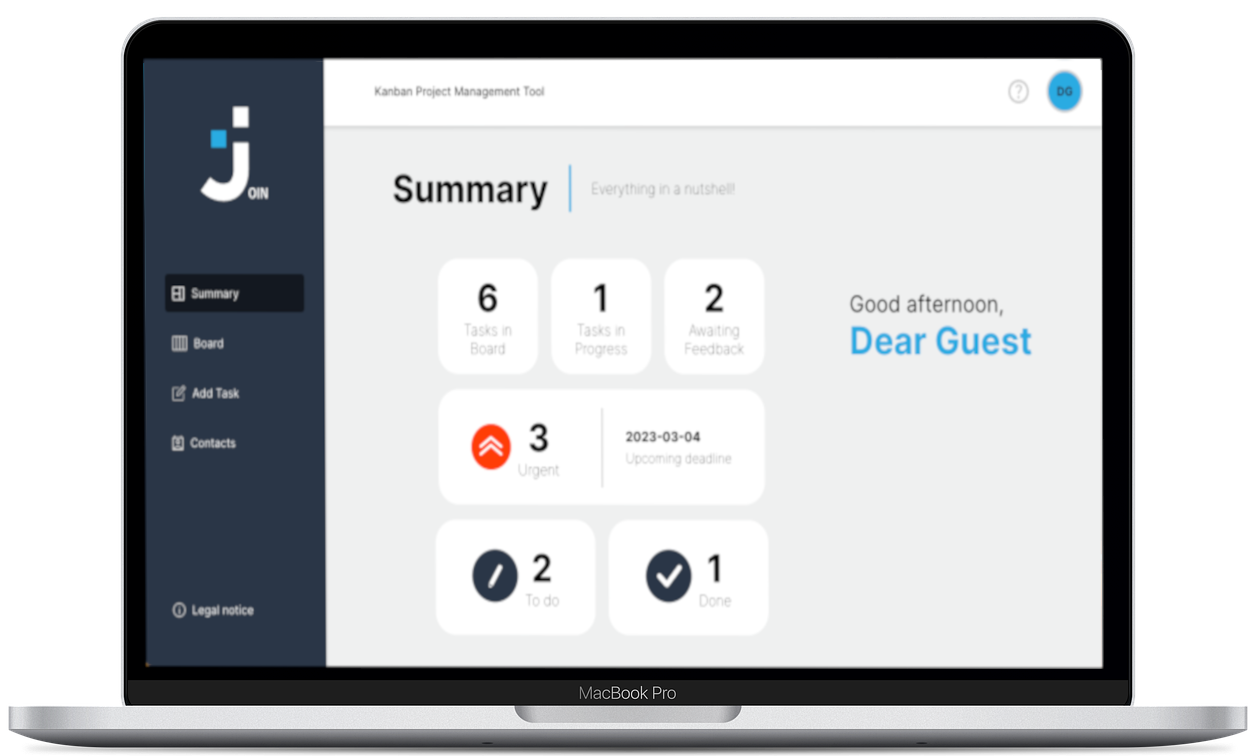 Kanban Project Management Tool
?
DG
JOIN
Summary
Everything in a nutshell!
Summary
Board
Add Task
Contacts
Legal notice
6
Tasks in
Board
1
Tasks in
Progress
2
Awaiting
Feedback
Good afternoon,
Dear Guest
3
Urgent
2023-03-04
Upcoming deadline
2
To do
1
Done
MacBook Pro